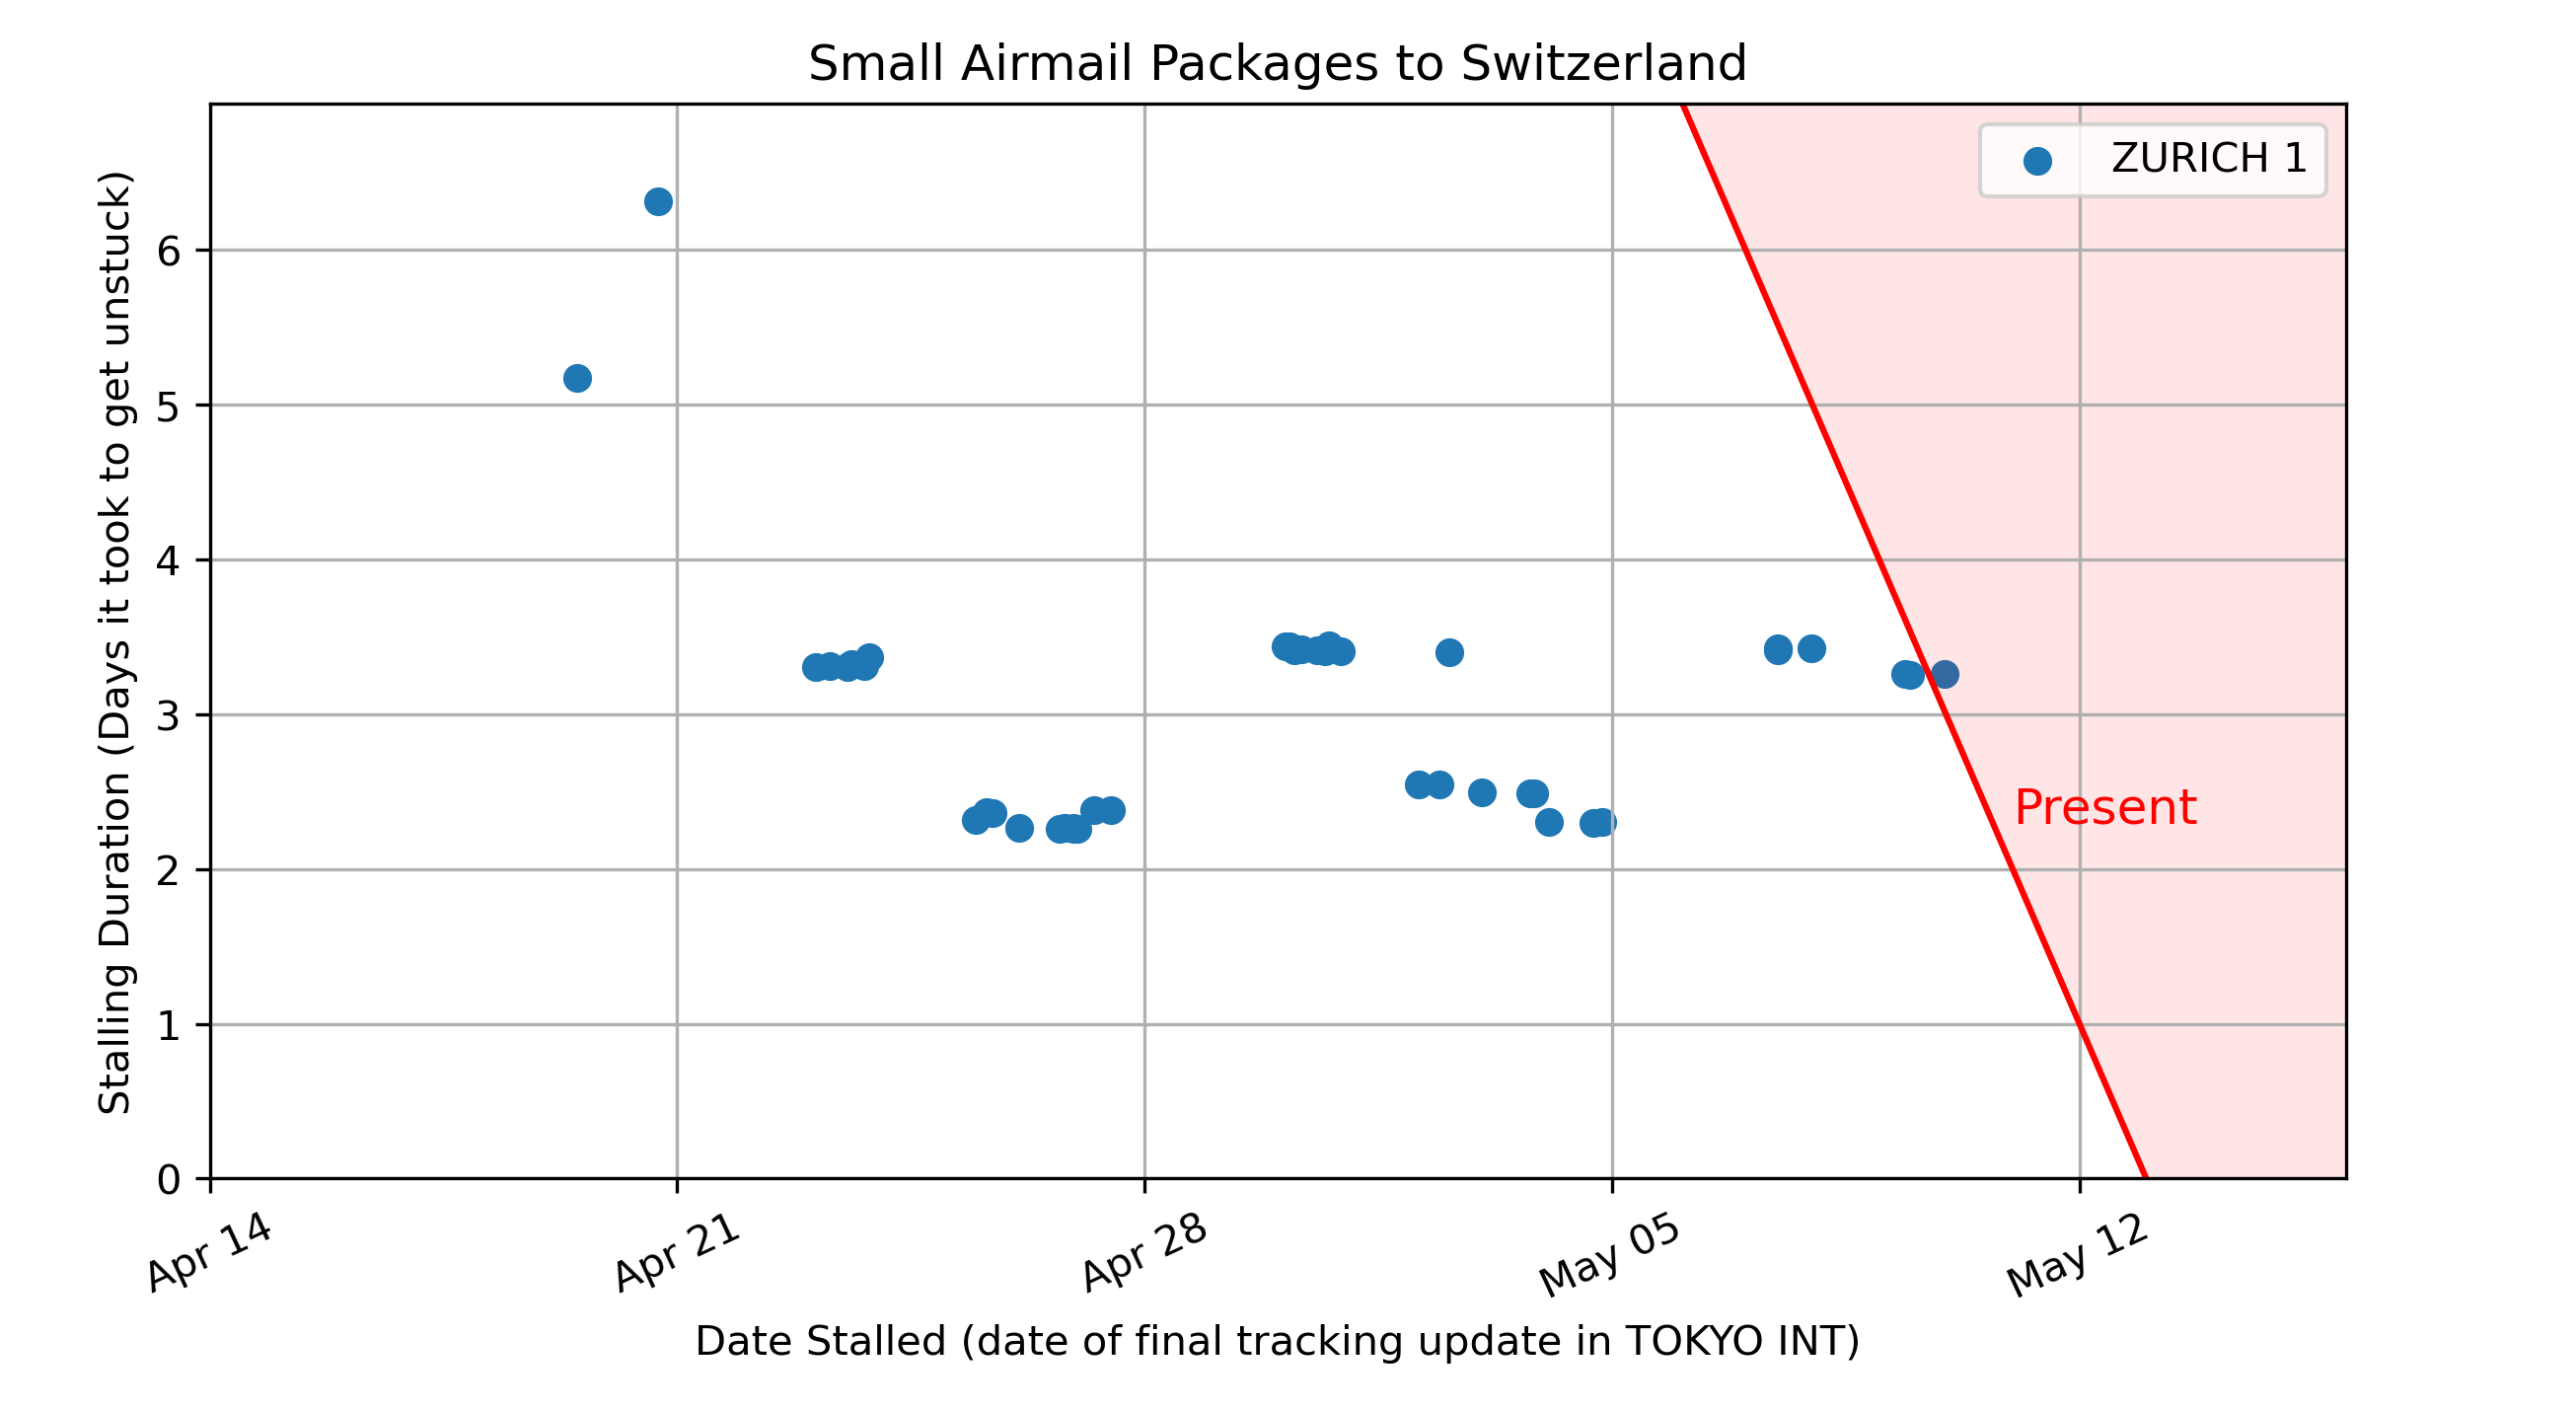 Small Airmail Packages to Switzerland
ZURICH 1
Stalling Duration (Days it took to get unstuck)
6
5
4
3
2
1
0
Present
Apr 14
Apr 21
Apr 28
May 05
May 12
Date Stalled (date of final tracking update in TOKYO INT)